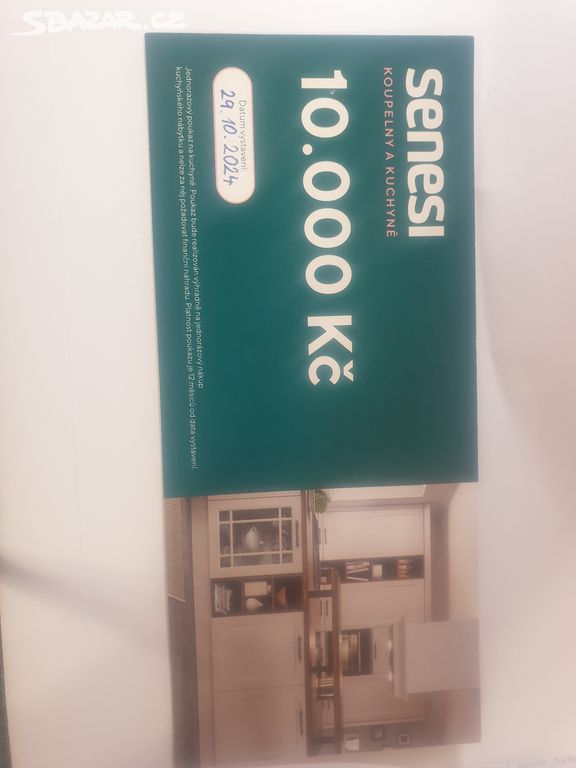 SBAZAR.CZ
senesi
KOUPELNY A KUCHYNĚ
10.000 Kč
Datum vystavení:
29. 10. 2024
Jednorázový poukaz na kuchyně. Poukaz bude realizován výhradně na jednorázový nákup
kuchyňského nábytku a nelze za něj požadovat finanční náhradu. Platnost poukazu je 12 měsíců od data vystavení.